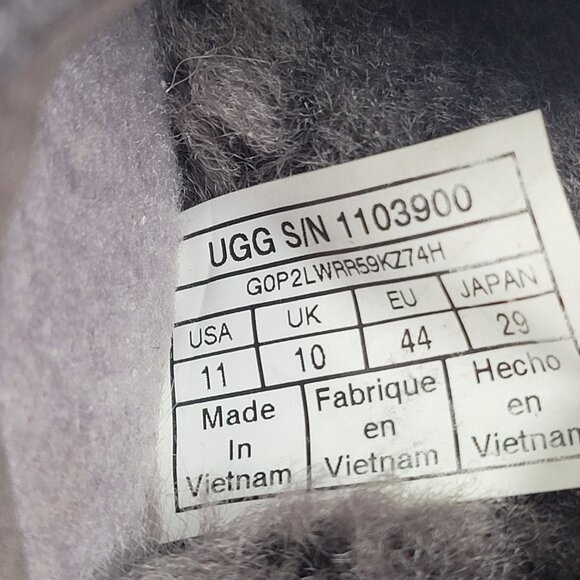 UGG S/N 1103900
G0P2LWRR59KZ74H
USA UK EU JAPAN
11 10 44 29
Made Fabrique Hecho
In en en
Vietnam Vietnam Vietnam